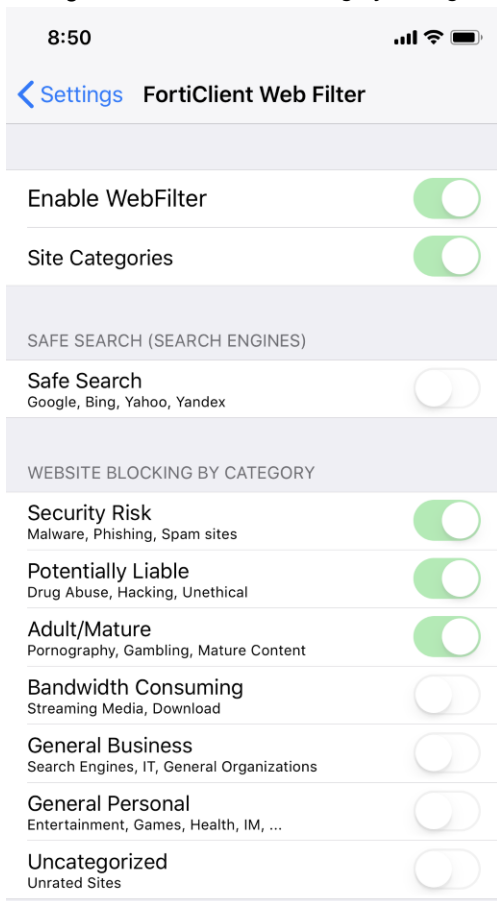 8:50
Settings FortiClient Web Filter
Enable WebFilter
Site Categories
SAFE SEARCH (SEARCH ENGINES)
Safe Search
Google, Bing, Yahoo, Yandex
WEBSITE BLOCKING BY CATEGORY
Security Risk
Malware, Phishing, Spam sites
Potentially Liable
Drug Abuse, Hacking, Unethical
Adult/Mature
Pornography, Gambling, Mature Content
Bandwidth Consuming
Streaming Media, Download
General Business
Search Engines, IT, General Organizations
General Personal
Entertainment, Games, Health, IM, ...
Uncategorized
Unrated Sites